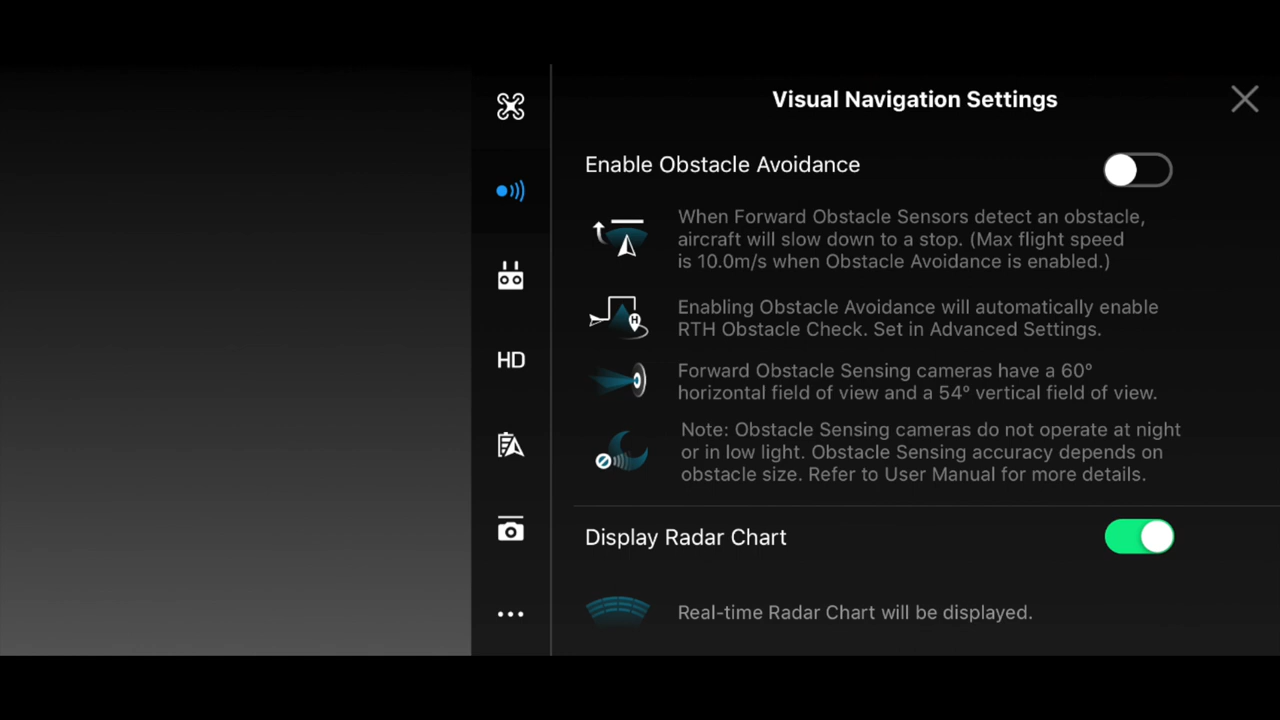 Visual Navigation Settings
Enable Obstacle Avoidance
When Forward Obstacle Sensors detect an obstacle,
aircraft will slow down to a stop. (Max flight speed
is 10.0m/s when Obstacle Avoidance is enabled.)
Enabling Obstacle Avoidance will automatically enable
RTH Obstacle Check. Set in Advanced Settings.
H
HD
Forward Obstacle Sensing cameras have a 60°
horizontal field of view and a 54° vertical field of view.
Note: Obstacle Sensing cameras do not operate at night
or in low light. Obstacle Sensing accuracy depends on
obstacle size. Refer to User Manual for more details.
Display Radar Chart
Real-time Radar Chart will be displayed.